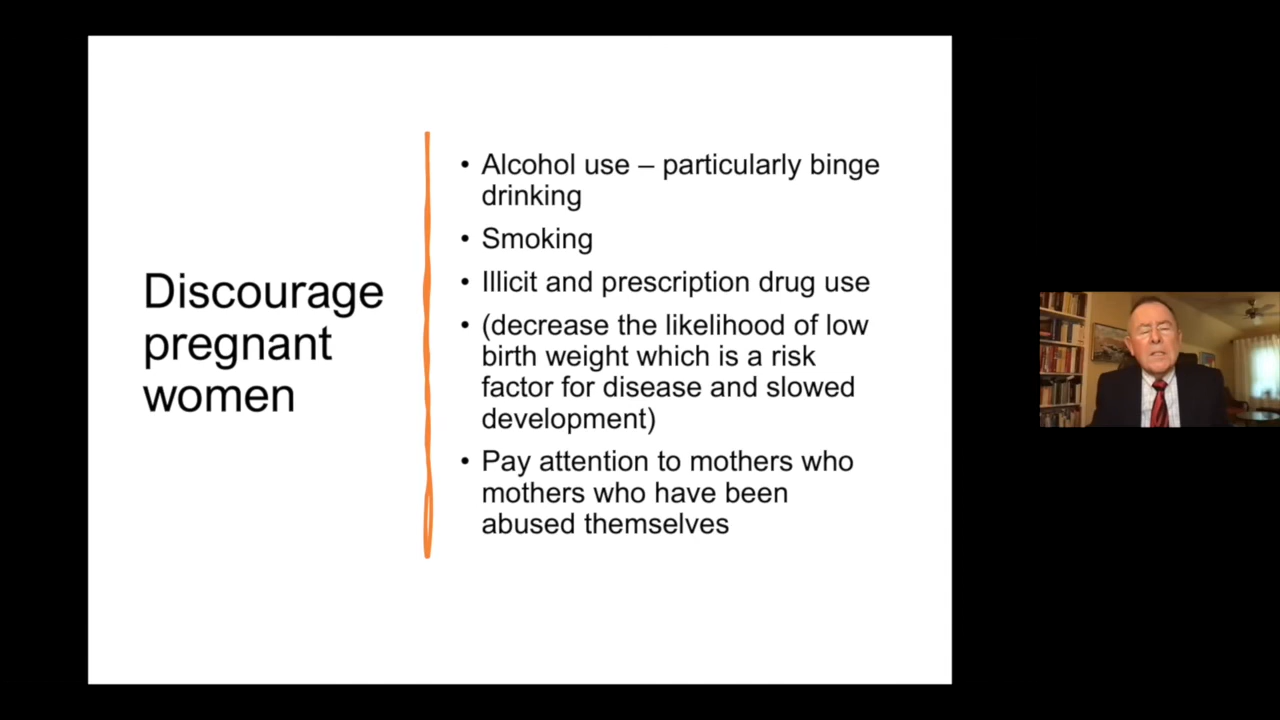 Discourage
pregnant
women
• Alcohol use – particularly binge
drinking
• Smoking
• Illicit and prescription drug use
• (decrease the likelihood of low
birth weight which is a risk
factor for disease and slowed
development)
• Pay attention to mothers who
mothers who have been
abused themselves